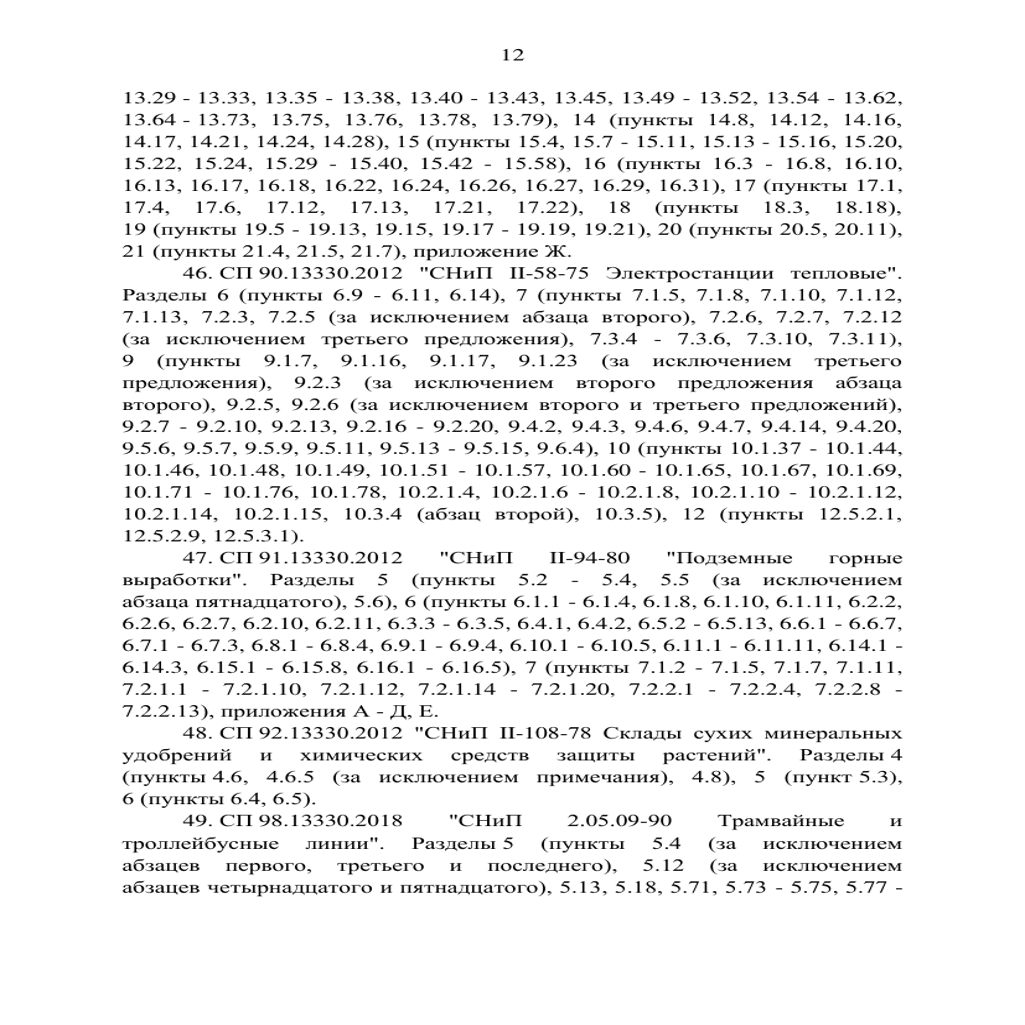 12
13.29 - 13.33, 13.35 - 13.38, 13.40 - 13.43, 13.45, 13.49 - 13.52, 13.54 - 13.62,
13.64 - 13.73, 13.75, 13.76, 13.78, 13.79), 14 (пункты 14.8, 14.12, 14.16,
14.17, 14.21, 14.24, 14.28), 15 (пункты 15.4, 15.7 - 15.11, 15.13 - 15.16, 15.20,
15.22, 15.24, 15.29 - 15.40, 15.42 - 15.58), 16 (пункты 16.3 - 16.8, 16.10,
16.13, 16.17, 16.18, 16.22, 16.24, 16.26, 16.27, 16.29, 16.31), 17 (пункты 17.1,
17.4, 17.6, 17.12, 17.13, 17.21, 17.22), 18 (пункты 18.3, 18.18),
19 (пункты 19.5 - 19.13, 19.15, 19.17 - 19.19, 19.21), 20 (пункты 20.5, 20.11),
21 (пункты 21.4, 21.5, 21.7), приложение Ж.
46. СП 90.13330.2012 "СНиП II-58-75 Электростанции тепловые".
Разделы 6 (пункты 6.9 - 6.11, 6.14), 7 (пункты 7.1.5, 7.1.8, 7.1.10, 7.1.12,
7.1.13, 7.2.3, 7.2.5 (за исключением абзаца второго), 7.2.6, 7.2.7, 7.2.12
(за исключением третьего предложения), 7.3.4 - 7.3.6, 7.3.10, 7.3.11),
9 (пункты 9.1.7, 9.1.16, 9.1.17, 9.1.23 (за исключением третьего
предложения), 9.2.3 (за исключением второго предложения абзаца
второго), 9.2.5, 9.2.6 (за исключением второго и третьего предложений),
9.2.7 - 9.2.10, 9.2.13, 9.2.16 - 9.2.20, 9.4.2, 9.4.3, 9.4.6, 9.4.7, 9.4.14, 9.4.20,
9.5.6, 9.5.7, 9.5.9, 9.5.11, 9.5.13 - 9.5.15, 9.6.4), 10 (пункты 10.1.37 - 10.1.44,
10.1.46, 10.1.48, 10.1.49, 10.1.51 - 10.1.57, 10.1.60 - 10.1.65, 10.1.67, 10.1.69,
10.1.71 - 10.1.76, 10.1.78, 10.2.1.4, 10.2.1.6 - 10.2.1.8, 10.2.1.10 - 10.2.1.12,
10.2.1.14, 10.2.1.15, 10.3.4 (абзац второй), 10.3.5), 12 (пункты 12.5.2.1,
12.5.2.9, 12.5.3.1).
47. СП 91.13330.2012 "СНиП II-94-80 "Подземные горные
выработки". Разделы 5 (пункты 5.2 - 5.4, 5.5 (за исключением
абзаца пятнадцатого), 5.6), 6 (пункты 6.1.1 - 6.1.4, 6.1.8, 6.1.10, 6.1.11, 6.2.2,
6.2.6, 6.2.7, 6.2.10, 6.2.11, 6.3.3 - 6.3.5, 6.4.1, 6.4.2, 6.5.2 - 6.5.13, 6.6.1 - 6.6.7,
6.7.1 - 6.7.3, 6.8.1 - 6.8.4, 6.9.1 - 6.9.4, 6.10.1 - 6.10.5, 6.11.1 - 6.11.11, 6.14.1 -
6.14.3, 6.15.1 - 6.15.8, 6.16.1 - 6.16.5), 7 (пункты 7.1.2 - 7.1.5, 7.1.7, 7.1.11,
7.2.1.1 - 7.2.1.10, 7.2.1.12, 7.2.1.14 - 7.2.1.20, 7.2.2.1 - 7.2.2.4, 7.2.2.8 -
7.2.2.13), приложения А - Д, Е.
48. СП 92.13330.2012 "СНиП II-108-78 Склады сухих минеральных
удобрений и химических средств защиты растений". Разделы 4
(пункты 4.6, 4.6.5 (за исключением примечания), 4.8), 5 (пункт 5.3),
6 (пункты 6.4, 6.5).
49. СП 98.13330.2018 "СНиП 2.05.09-90 Трамвайные и
троллейбусные линии". Разделы 5 (пункты 5.4 (за исключением
абзацев первого, третьего и последнего), 5.12 (за исключением
абзацев четырнадцатого и пятнадцатого), 5.13, 5.18, 5.71, 5.73 - 5.75, 5.77 -